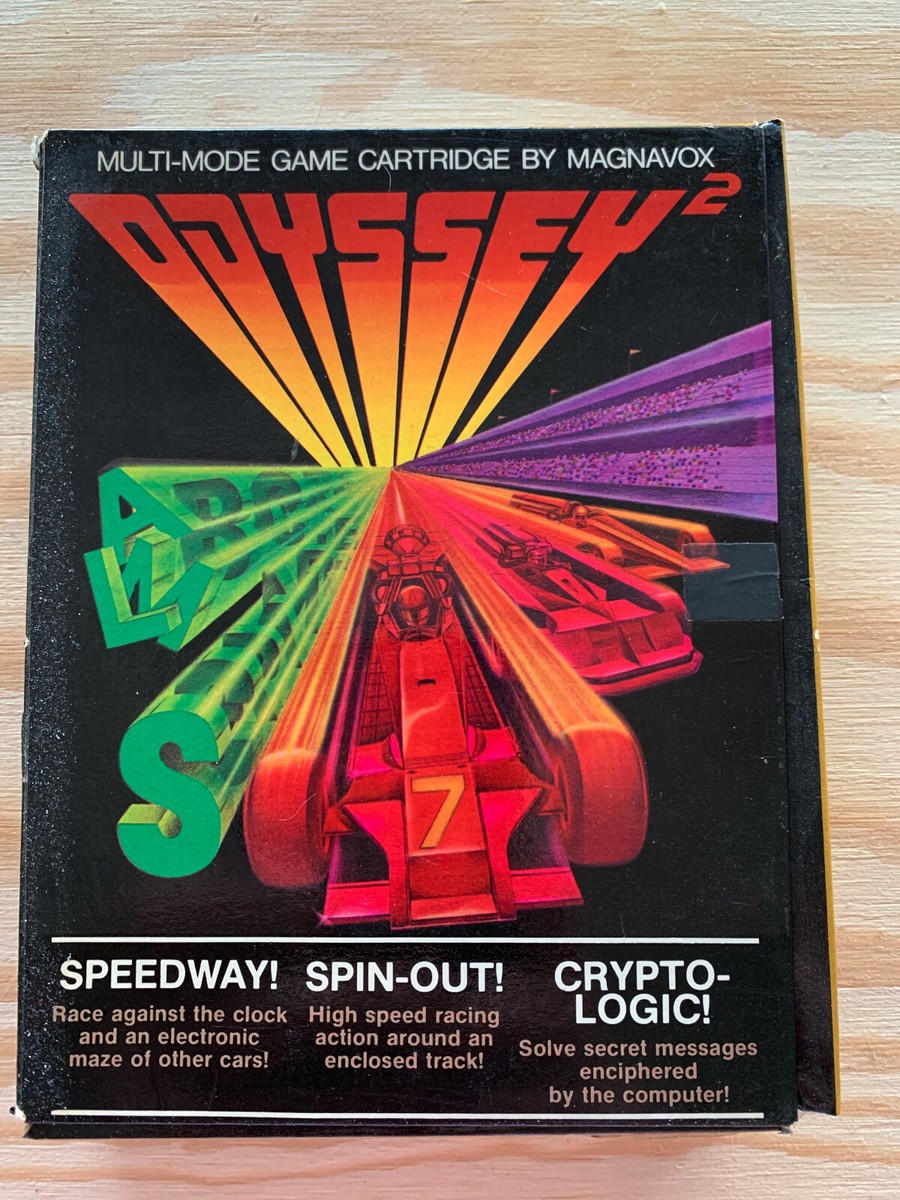 MULTI-MODE GAME CARTRIDGE BY MAGNAVOX
ODYSSEY²
A
S
7
SPEEDWAY!
Race against the clock
and an electronic
maze of other cars!
SPIN-OUT!
High speed racing
action around an
enclosed track!
CRYPTO-
LOGIC!
Solve secret messages
enciphered
by the computer!